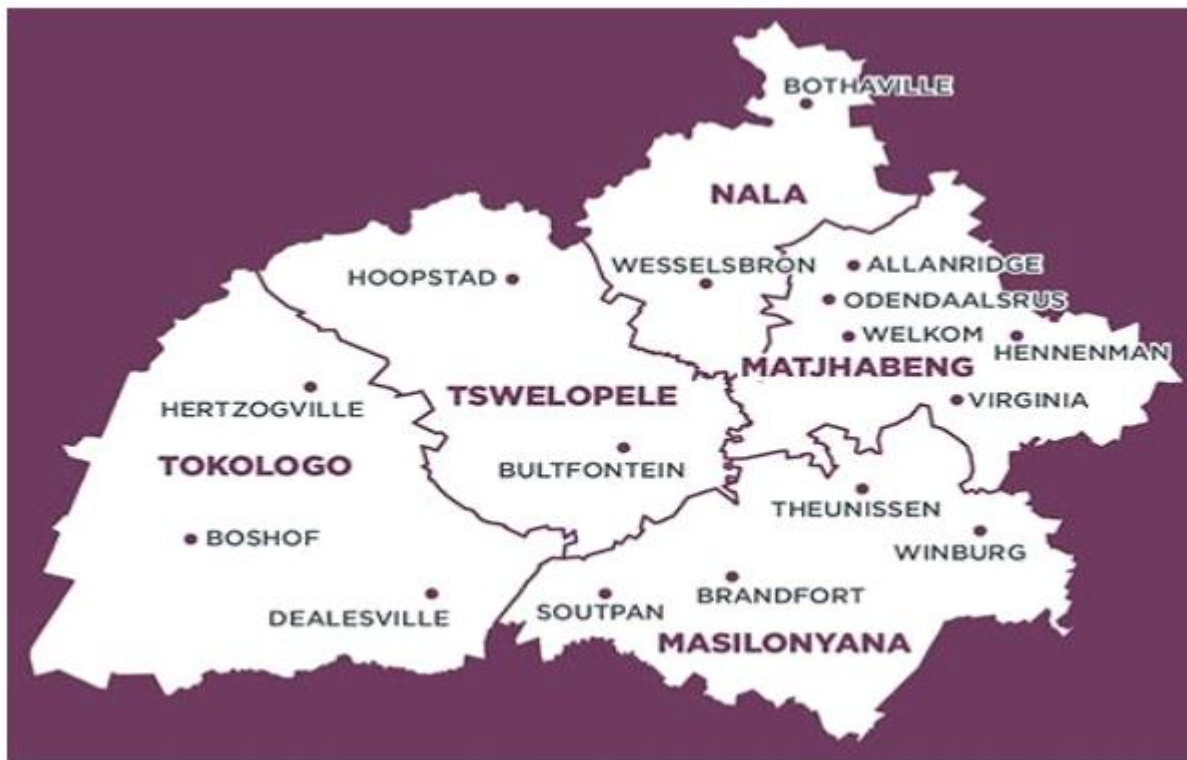 BOTHAVILLE
NALA
WESSELSBRON
ALLANRIDGE
HOOPSTAD
ODENDAALSRUS
WELKOM
HENNENMAN
MATJHABENG
HERTZOGVILLE
TSWELOPELE
VIRGINIA
TOKOLOGO
BULTFONTEIN
THEUNISSEN
BOSHOF
WINBURG
DEALESVILLE
SOUTPAN
BRANDFORT
MASILONYANA